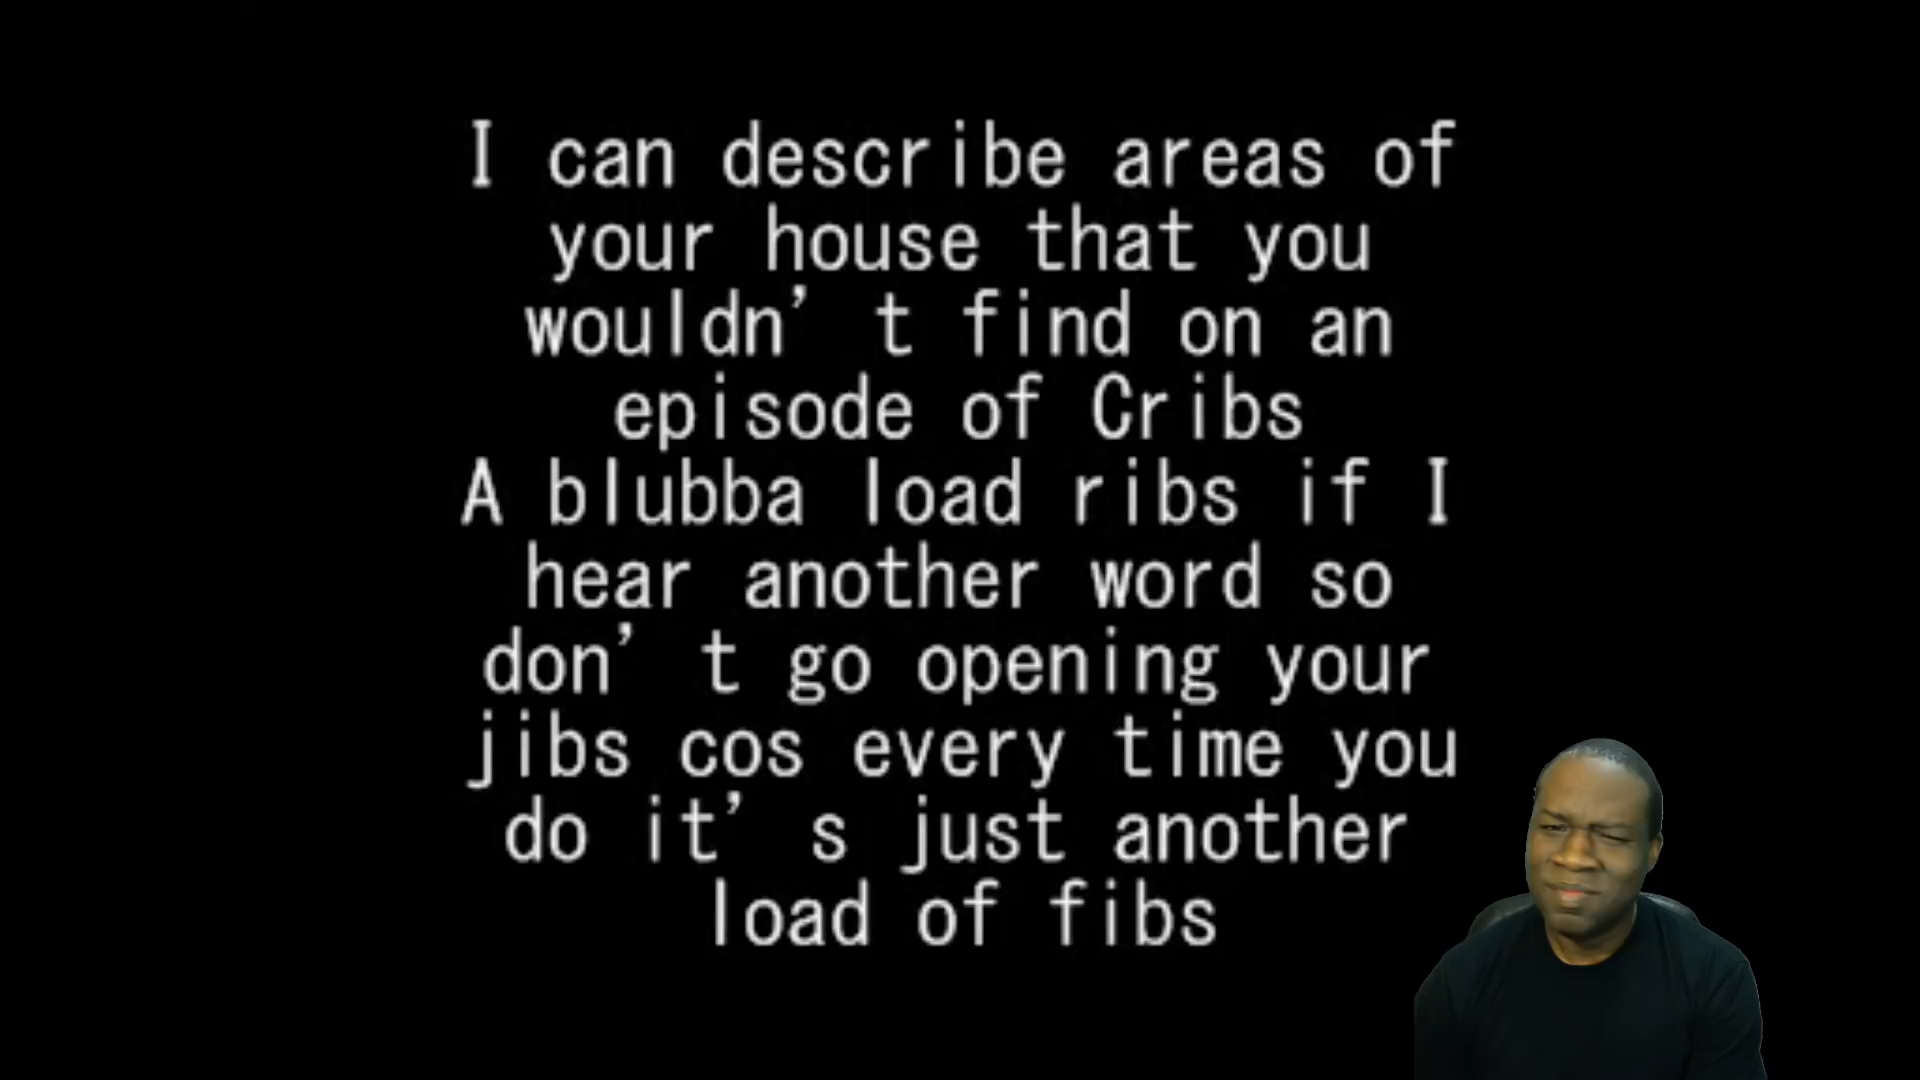 I can describe areas of
your house that you
wouldn’t find on an
episode of Cribs
A blubba load ribs if I
hear another word so
don’t go opening your
jibs cos every time you
do it’s just another
load of fibs